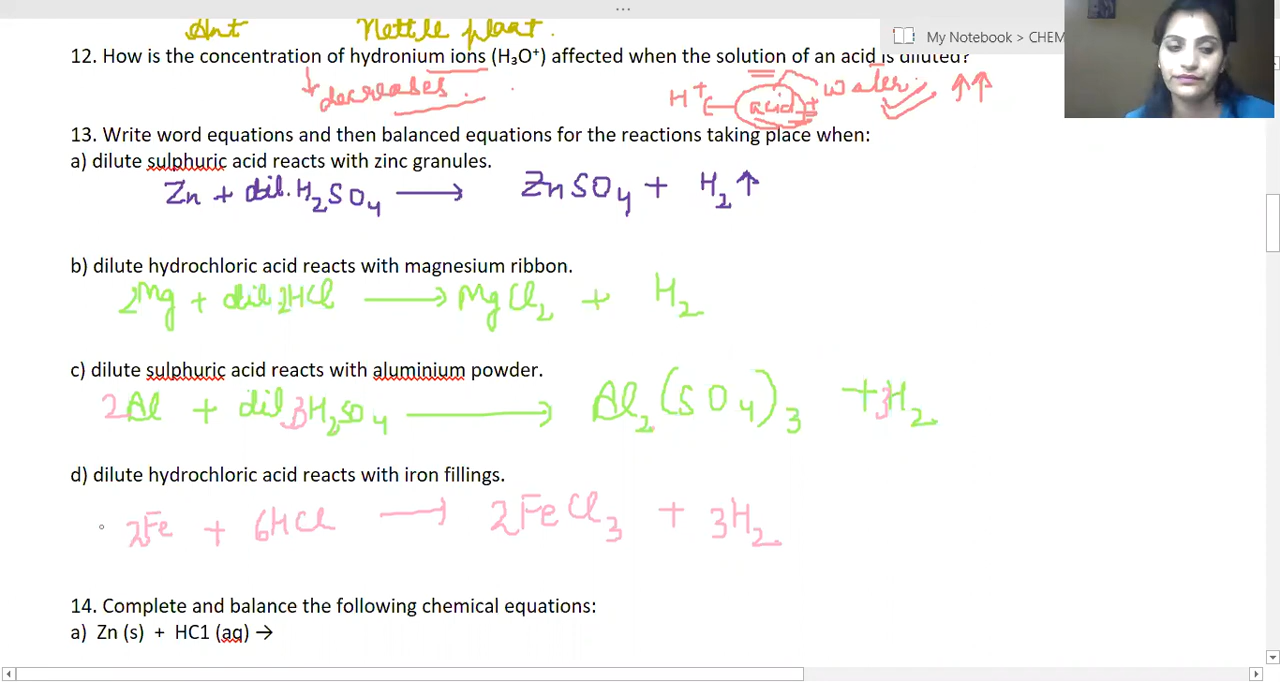 Ant Nettle plant.
My Notebook > CHEM
12. How is the concentration of hydronium ions (H₃O⁺) affected when the solution of an acid is diluted?
↓ decreases. H⁺ acid water ↑↑
13. Write word equations and then balanced equations for the reactions taking place when:
a) dilute sulphuric acid reacts with zinc granules.
Zn + dil. H₂SO₄ ⟶ ZnSO₄ + H₂↑
b) dilute hydrochloric acid reacts with magnesium ribbon.
2Mg + dil 2HCl ⟶ MgCl₂ + H₂
c) dilute sulphuric acid reacts with aluminium powder.
2Al + dil 3H₂SO₄ ⟶ Al₂(SO₄)₃ + 3H₂
d) dilute hydrochloric acid reacts with iron fillings.
2Fe + 6HCl ⟶ 2FeCl₃ + 3H₂
14. Complete and balance the following chemical equations:
a) Zn (s) + HC1 (aq) →